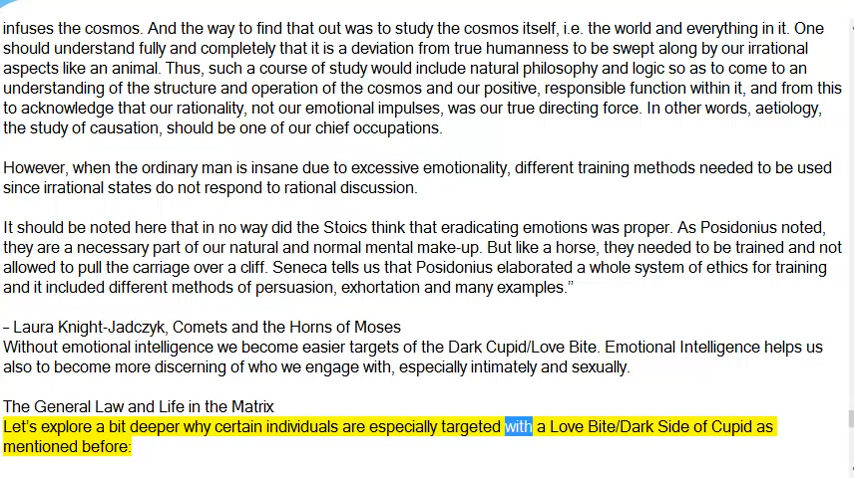 infuses the cosmos. And the way to find that out was to study the cosmos itself, i.e. the world and everything in it. One
should understand fully and completely that it is a deviation from true humanness to be swept along by our irrational
aspects like an animal. Thus, such a course of study would include natural philosophy and logic so as to come to an
understanding of the structure and operation of the cosmos and our positive, responsible function within it, and from this
to acknowledge that our rationality, not our emotional impulses, was our true directing force. In other words, aetiology,
the study of causation, should be one of our chief occupations.
However, when the ordinary man is insane due to excessive emotionality, different training methods needed to be used
since irrational states do not respond to rational discussion.
It should be noted here that in no way did the Stoics think that eradicating emotions was proper. As Posidonius noted,
they are a necessary part of our natural and normal mental make-up. But like a horse, they needed to be trained and not
allowed to pull the carriage over a cliff. Seneca tells us that Posidonius elaborated a whole system of ethics for training
and it included different methods of persuasion, exhortation and many examples.”
– Laura Knight-Jadczyk, Comets and the Horns of Moses
Without emotional intelligence we become easier targets of the Dark Cupid/Love Bite. Emotional Intelligence helps us
also to become more discerning of who we engage with, especially intimately and sexually.
The General Law and Life in the Matrix
Let’s explore a bit deeper why certain individuals are especially targeted with a Love Bite/Dark Side of Cupid as
mentioned before: